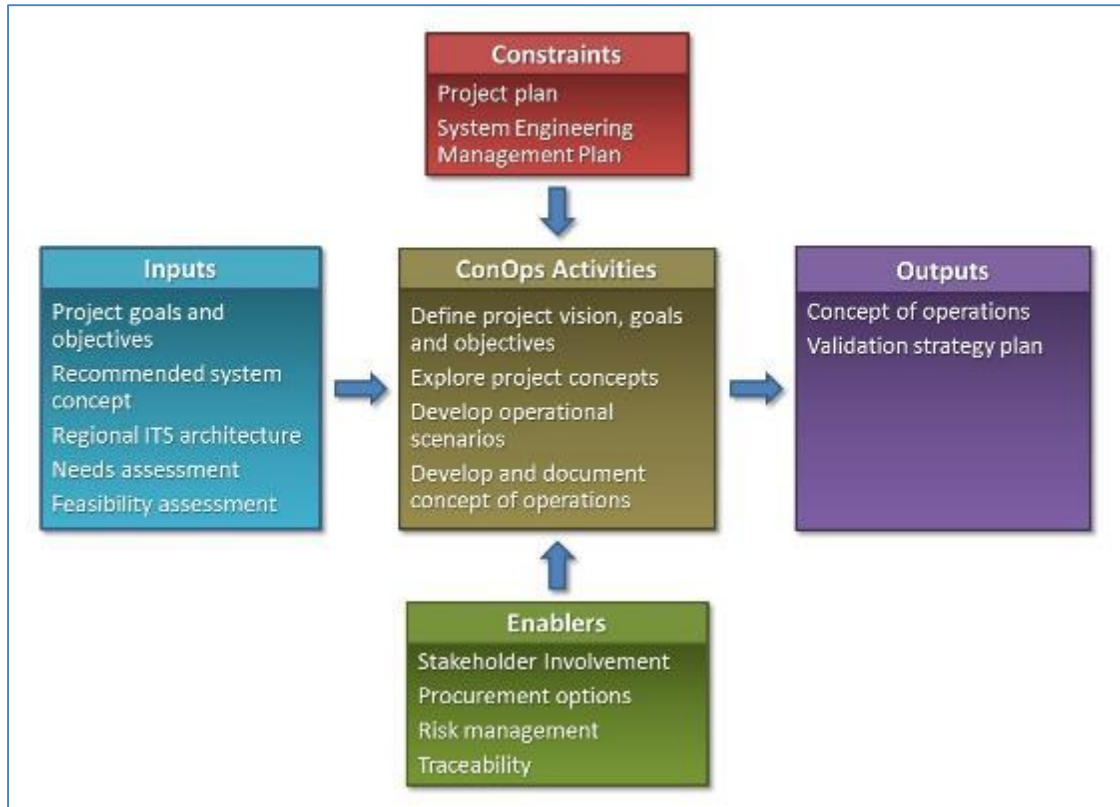 Constraints
Project plan
System Engineering
Management Plan
Inputs
Project goals and
objectives
Recommended system
concept
Regional ITS architecture
Needs assessment
Feasibility assessment
ConOps Activities
Define project vision, goals
and objectives
Explore project concepts
Develop operational
scenarios
Develop and document
concept of operations
Outputs
Concept of operations
Validation strategy plan
Enablers
Stakeholder Involvement
Procurement options
Risk management
Traceability